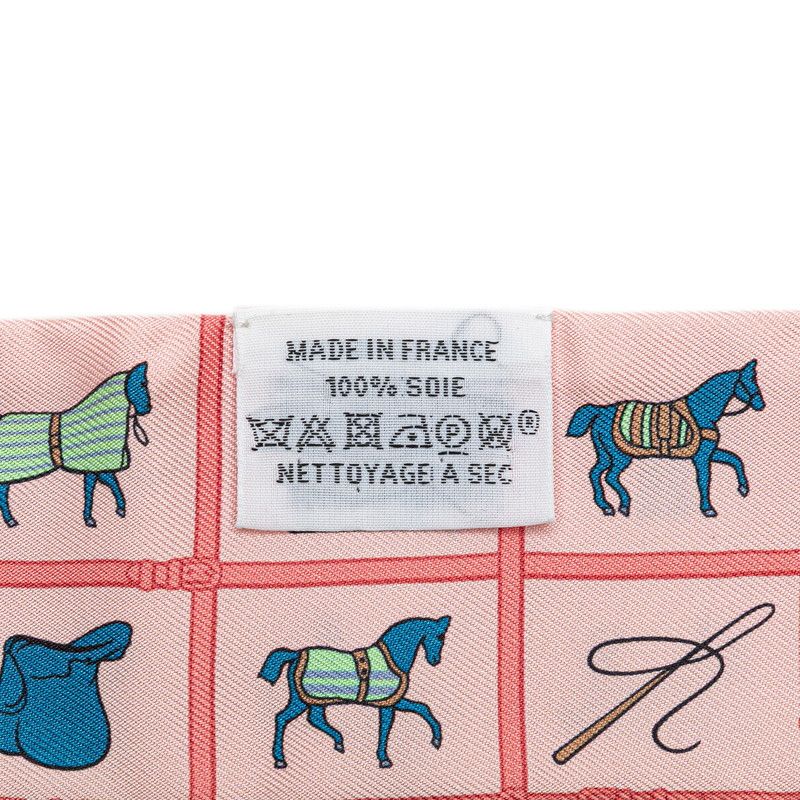 MADE IN FRANCE
100% SOIE
P W ®
NETTOYAGE A SEC